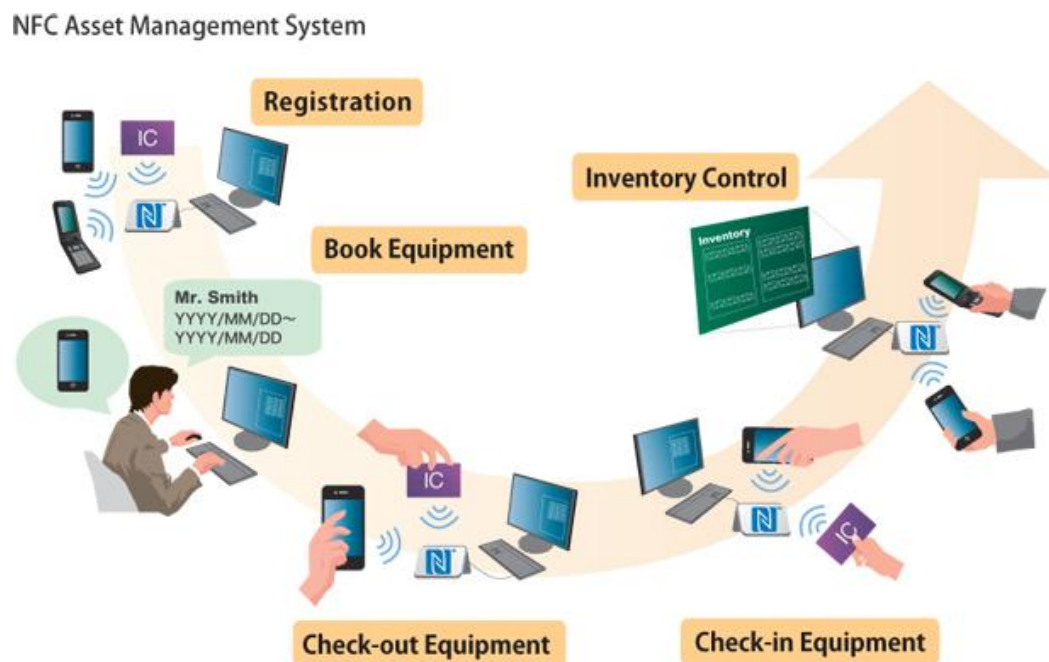 NFC Asset Management System
Registration
IC
Book Equipment
Mr. Smith
YYYY/MM/DD～
YYYY/MM/DD
IC
Check-out Equipment
IC
Check-in Equipment
Inventory Control
Inventory